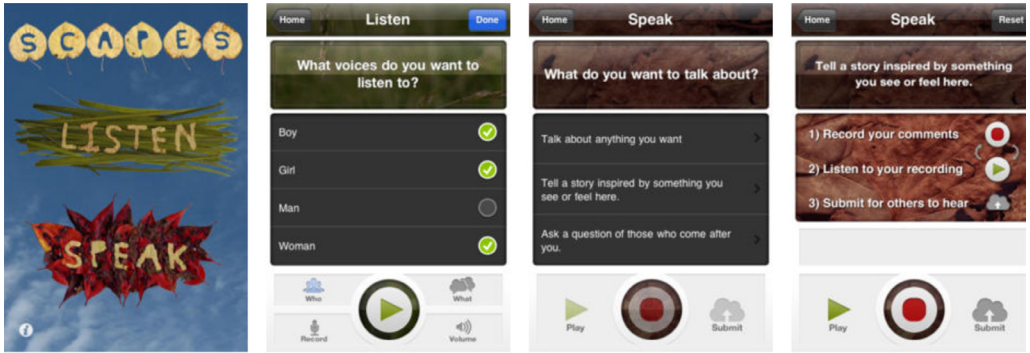 SCAPES
LISTEN
SPEAK
i
Home
Listen
Done
What voices do you want to
listen to?
Boy
Girl
Man
Woman
Who
What
Record
Volume
Home
Speak
What do you want to talk about?
Talk about anything you want
Tell a story inspired by something you
see or feel here.
Ask a question of those who come after
you.
Play
Submit
Home
Speak
Reset
Tell a story inspired by something
you see or feel here.
1) Record your comments
2) Listen to your recording
3) Submit for others to hear
Play
Submit